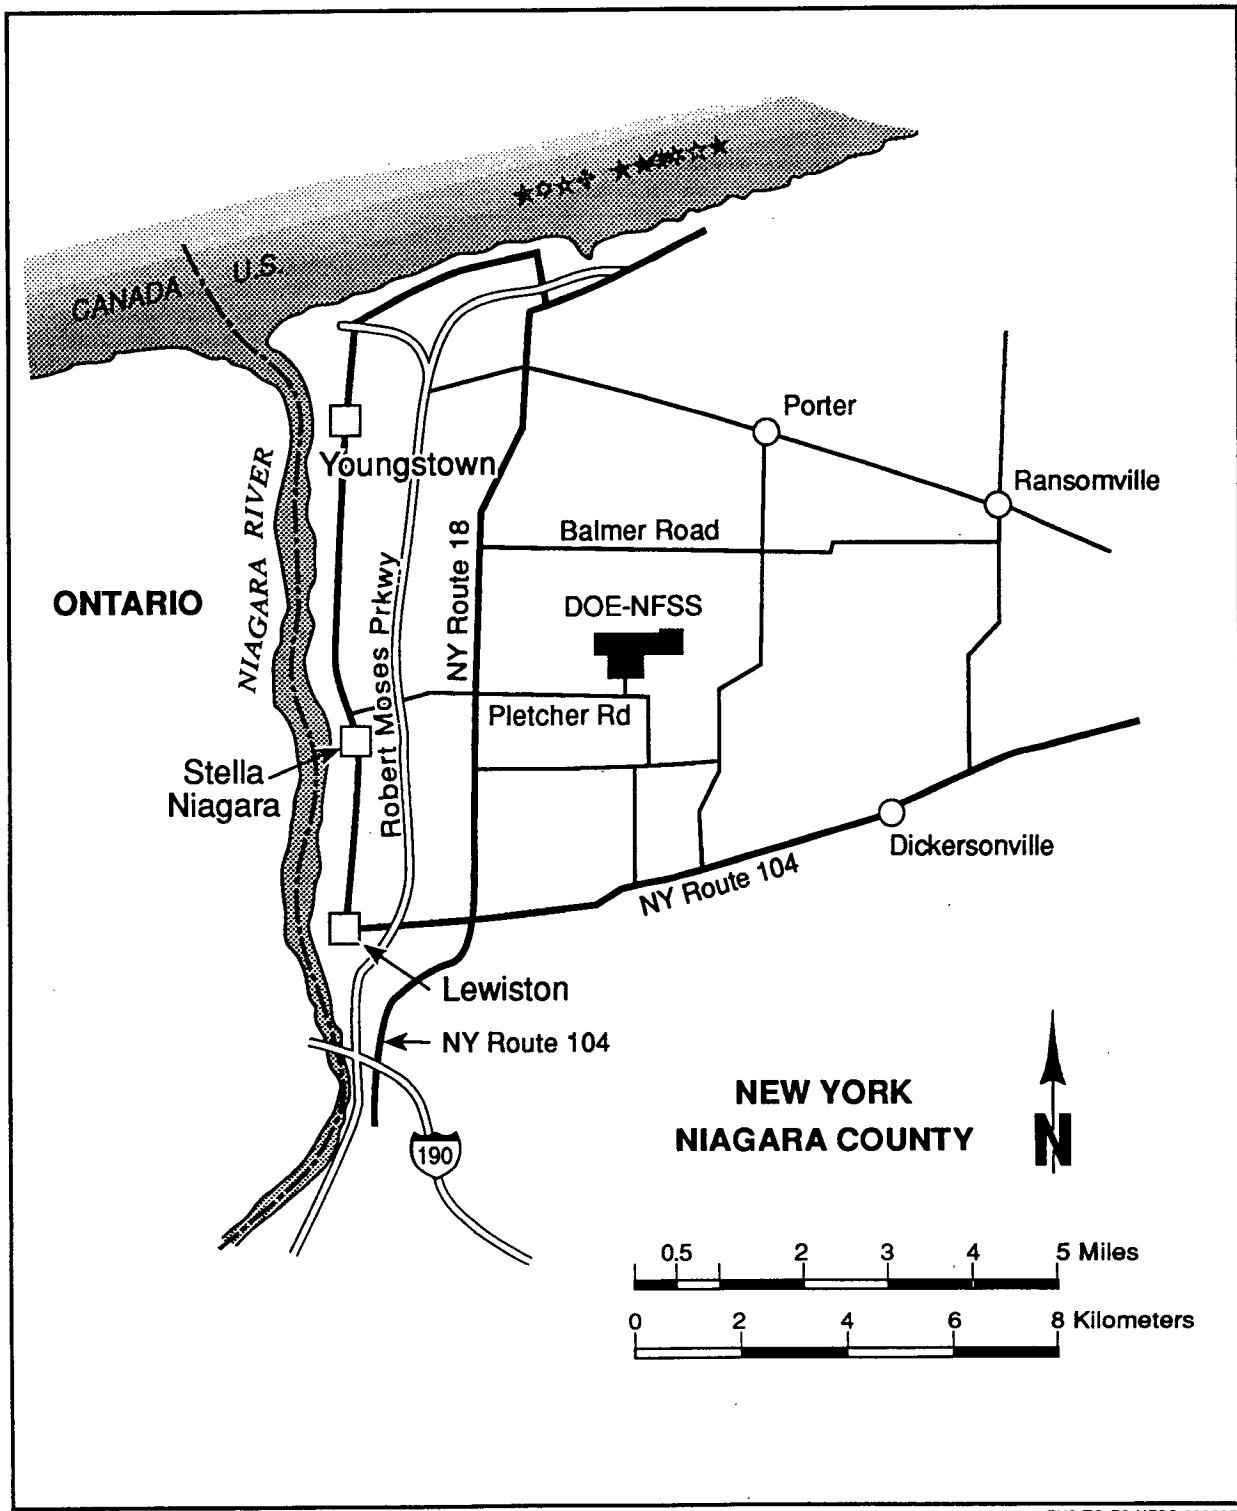 ★○☆✥ ★★✡☆☆★
CANADA
U.S.
Porter
Youngstown
Ransomville
Balmer Road
NIAGARA RIVER
NY Route 18
Robert Moses Prkwy
ONTARIO
DOE-NFSS
Pletcher Rd
Stella
Niagara
Dickersonville
NY Route 104
Lewiston
NY Route 104
NEW YORK
NIAGARA COUNTY
N
190
0.5 2 3 4 5 Miles
0 2 4 6 8 Kilometers